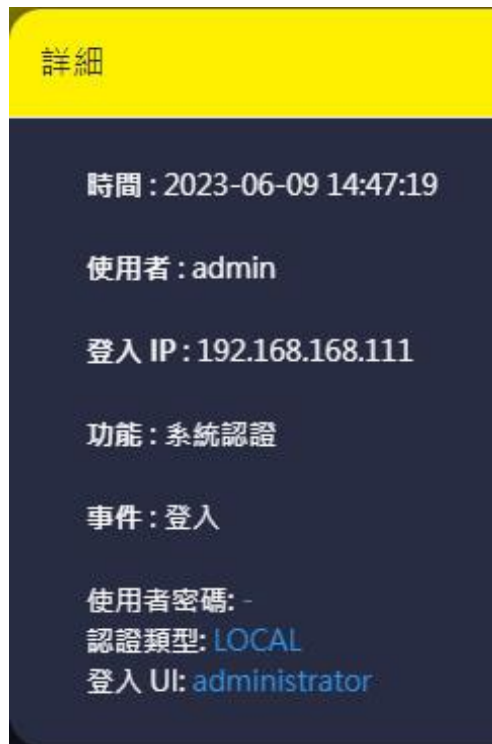 詳細
時間 : 2023-06-09 14:47:19
使用者 : admin
登入 IP : 192.168.168.111
功能 : 系統認證
事件 : 登入
使用者密碼: -
認證類型: LOCAL
登入 UI: administrator